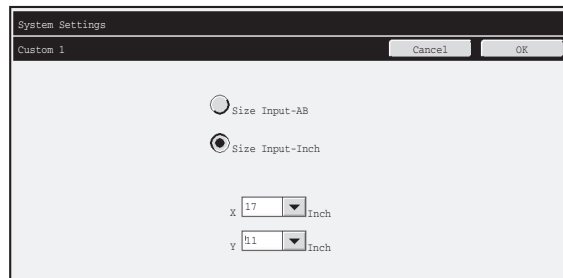 System Settings
Custom 1 Cancel OK
Size Input-AB
Size Input-Inch
X 17 Inch
Y 11 Inch